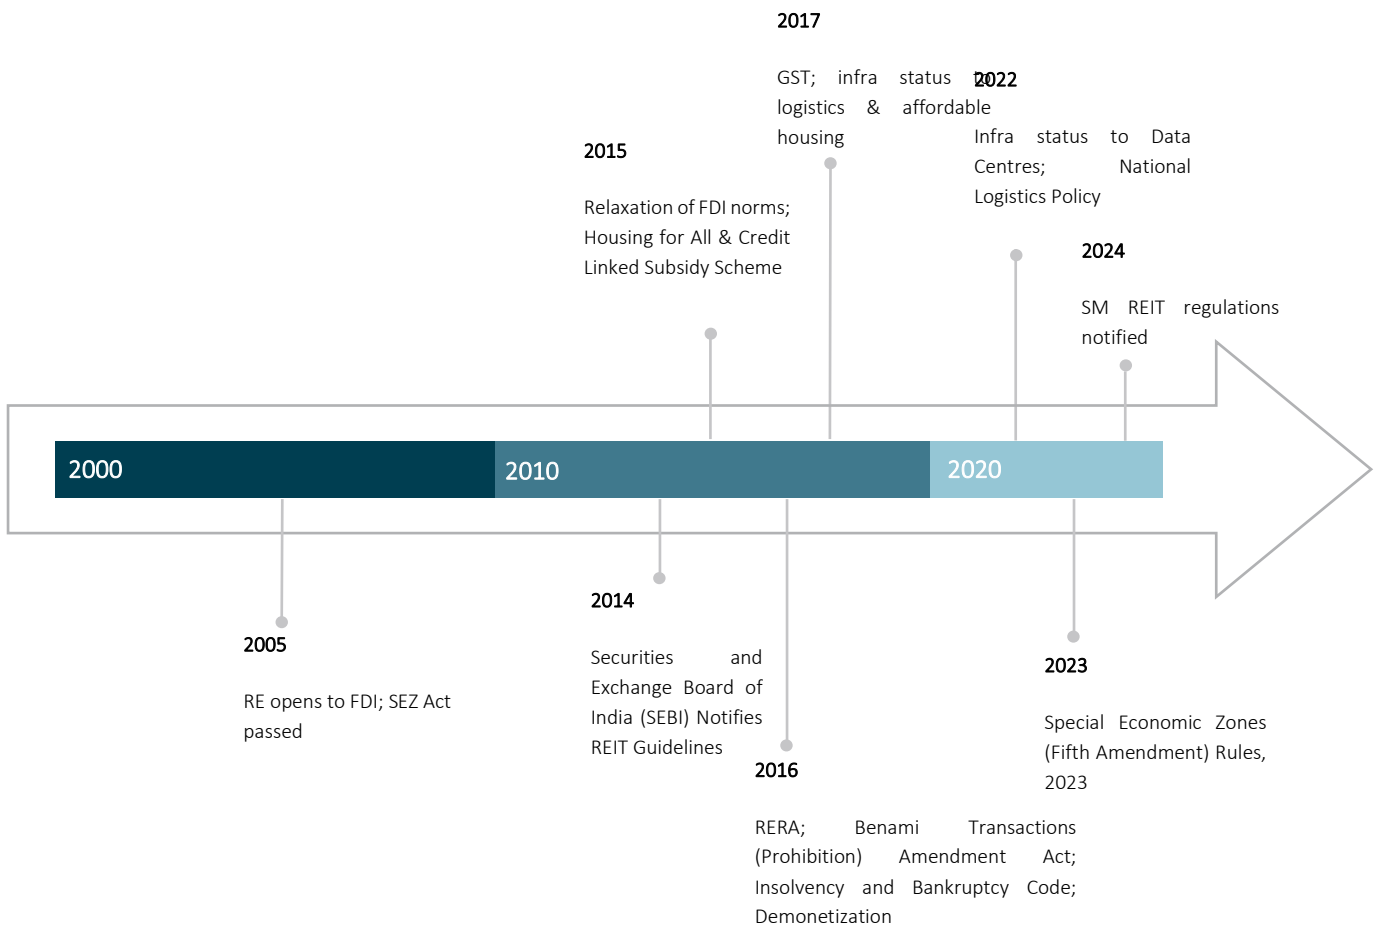 2017
GST; infra status to
logistics & affordable
housing
2022
Infra status to Data
Centres; National
Logistics Policy
2015
Relaxation of FDI norms;
Housing for All & Credit
Linked Subsidy Scheme
2024
SM REIT regulations
notified
2000
2010
2020
2005
RE opens to FDI; SEZ Act
passed
2014
Securities and
Exchange Board of
India (SEBI) Notifies
REIT Guidelines
2016
RERA; Benami Transactions
(Prohibition) Amendment Act;
Insolvency and Bankruptcy Code;
Demonetization
2023
Special Economic Zones
(Fifth Amendment) Rules,
2023